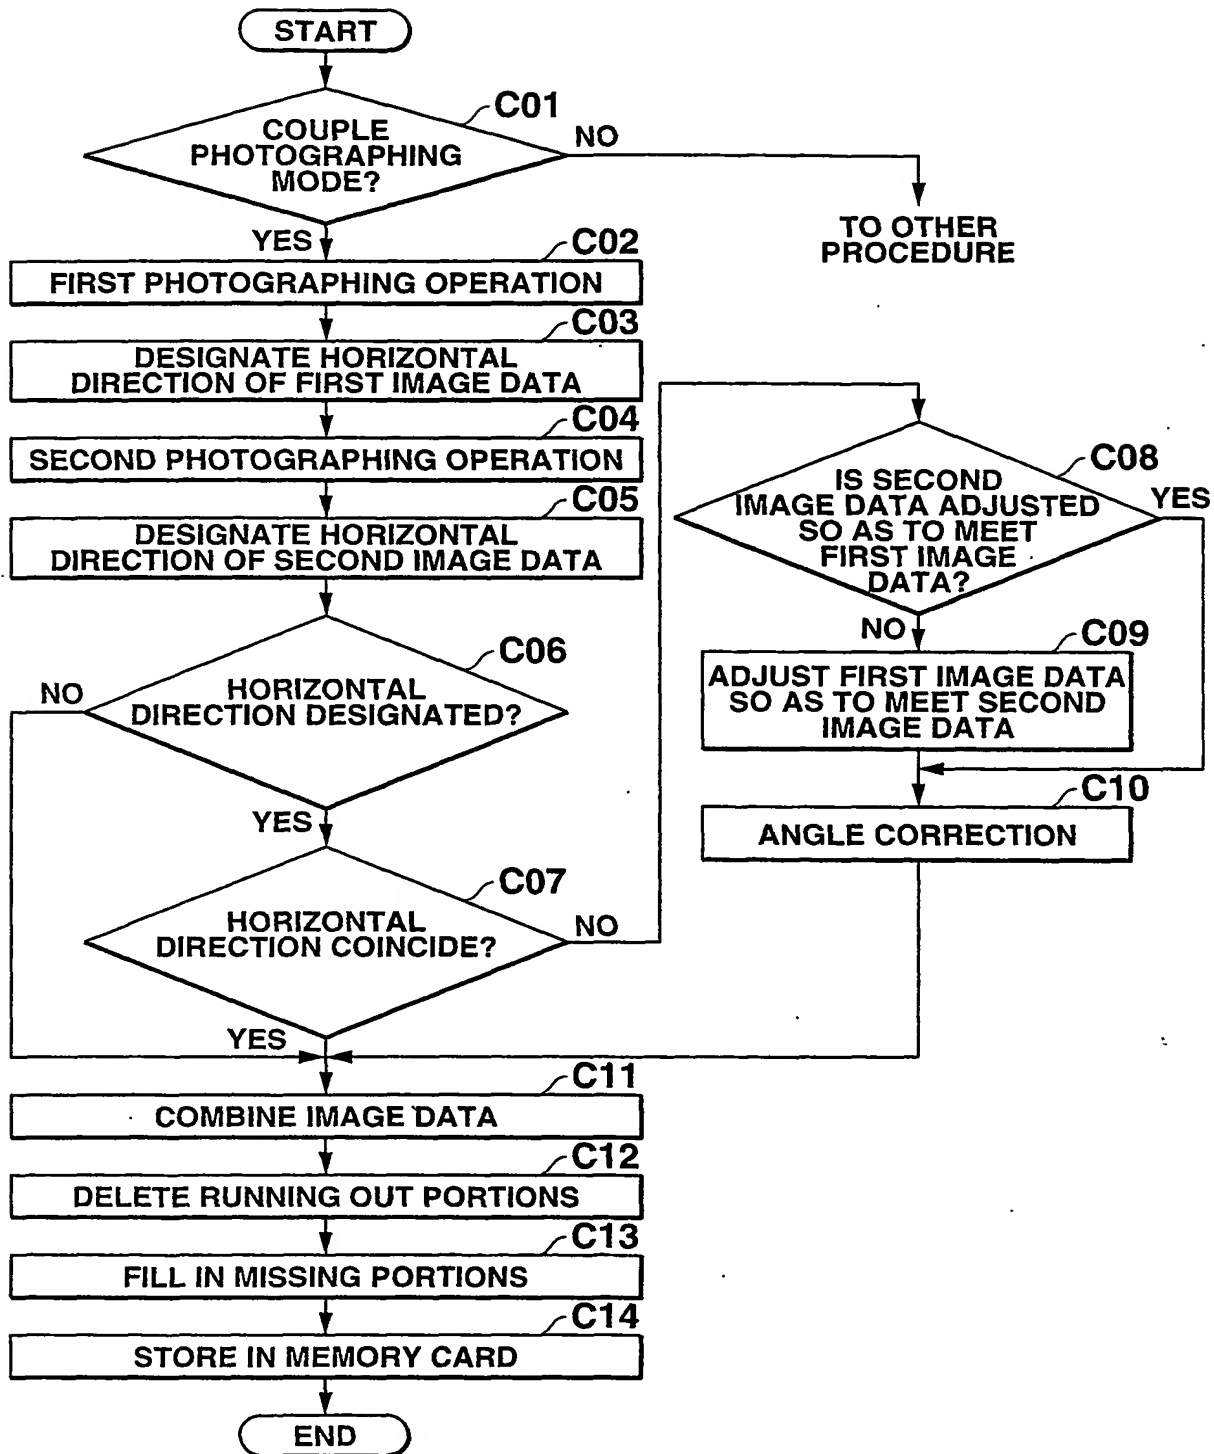 START
C01
COUPLE
PHOTOGRAPHING
MODE?
NO
TO OTHER
PROCEDURE
YES
C02
FIRST PHOTOGRAPHING OPERATION
C03
DESIGNATE HORIZONTAL
DIRECTION OF FIRST IMAGE DATA
C04
SECOND PHOTOGRAPHING OPERATION
C05
DESIGNATE HORIZONTAL
DIRECTION OF SECOND IMAGE DATA
C06
NO
HORIZONTAL
DIRECTION DESIGNATED?
YES
C07
HORIZONTAL
DIRECTION COINCIDE?
NO
YES
C08
IS SECOND
IMAGE DATA ADJUSTED
SO AS TO MEET
FIRST IMAGE
DATA?
YES
NO
C09
ADJUST FIRST IMAGE DATA
SO AS TO MEET SECOND
IMAGE DATA
C10
ANGLE CORRECTION
C11
COMBINE IMAGE DATA
C12
DELETE RUNNING OUT PORTIONS
C13
FILL IN MISSING PORTIONS
C14
STORE IN MEMORY CARD
END